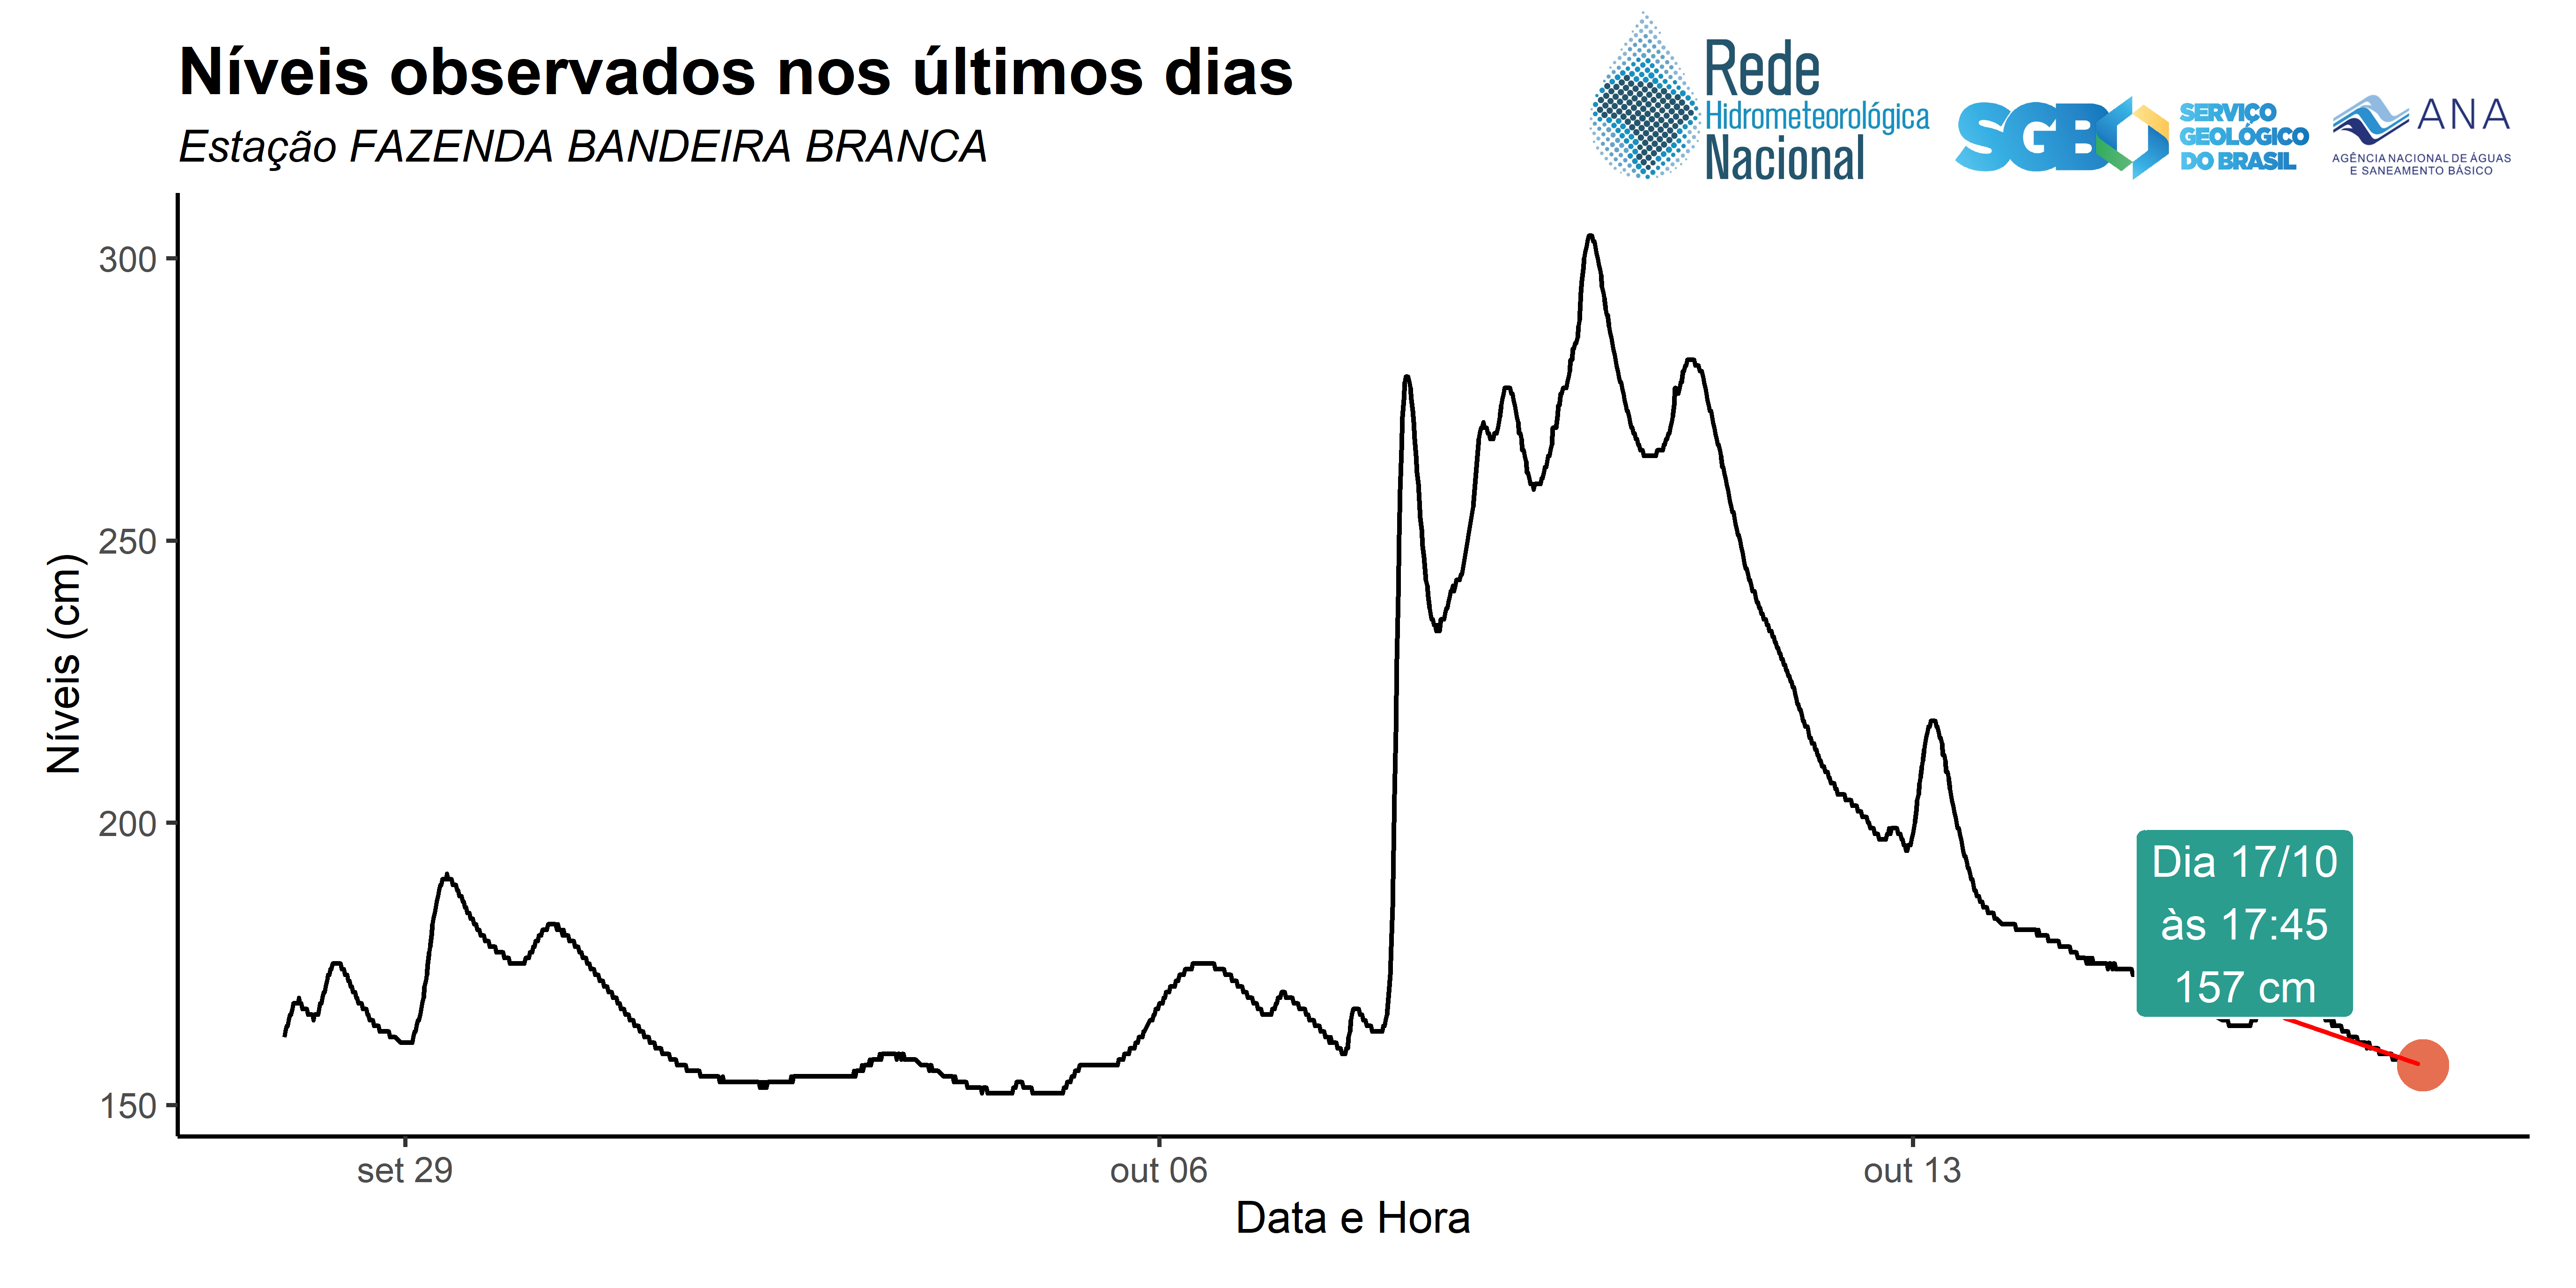 Níveis observados nos últimos dias
Estação FAZENDA BANDEIRA BRANCA
Rede
Hidrometeorológica
Nacional
SGB
SERVIÇO
GEOLÓGICO
DO BRASIL
ANA
AGÊNCIA NACIONAL DE ÁGUAS
E SANEAMENTO BÁSICO
Níveis (cm)
300
250
200
150
Dia 17/10
às 17:45
157 cm
set 29
out 06
out 13
Data e Hora